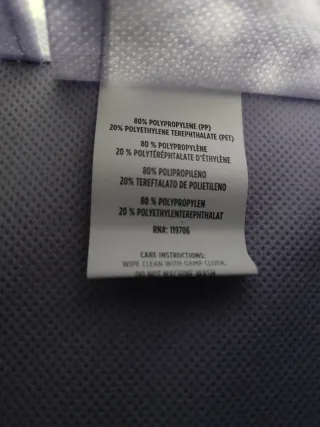 80% POLYPROPYLENE (PP)
20% POLYETHYLENE TEREPHTHALATE (PET)
80 % POLYPROPYLÈNE
20 % POLYTÉRÉPHTALATE D'ÉTHYLÈNE
80% POLIPROPILENO
20% TEREFTALATO DE POLIETILENO
80 % POLYPROPYLEN
20 % POLYETHYLENTEREPHTHALAT
RN#: 119706
CARE INSTRUCTIONS:
WIPE CLEAN WITH DAMP CLOTH.
DO NOT MACHINE WASH